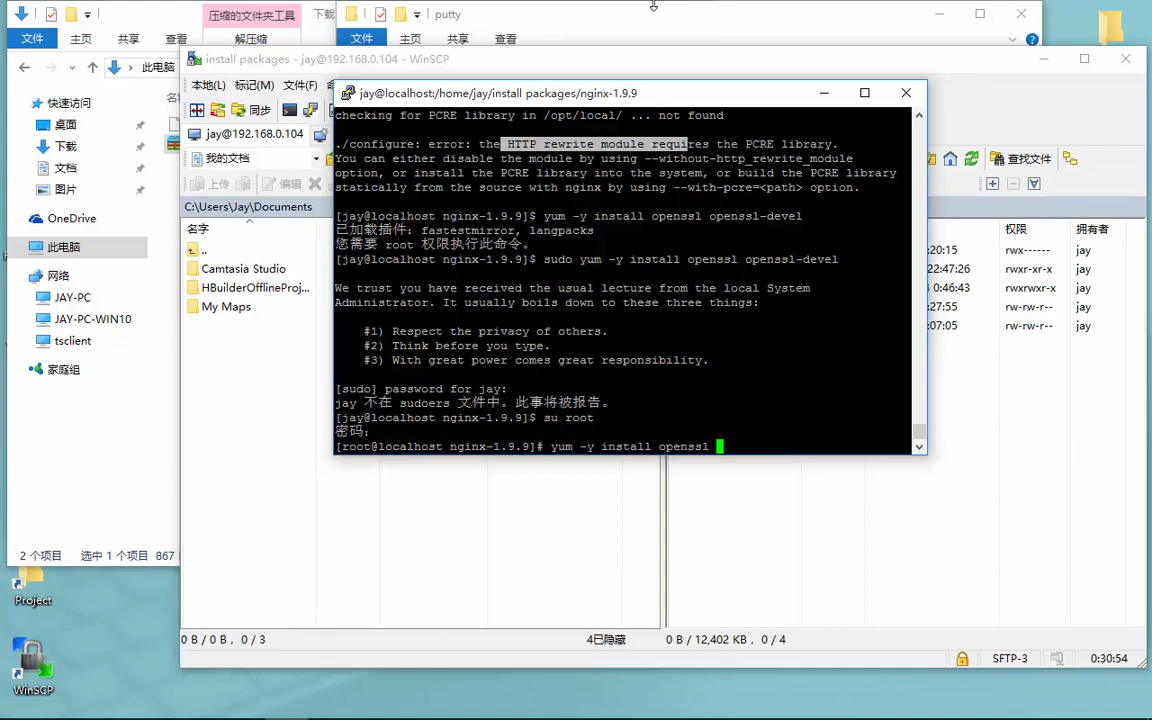 压缩的文件夹工具
下载
putty
文件
主页
共享
查看
解压缩
文件
主页
共享
查看
install packages - jay@192.168.0.104 - WinSCP
此电脑
本地(L)
标记(M)
文件(F)
同步
jay@192.168.0.104
我的文档
查找文件
上传
编辑
C:\Users\Jay\Documents
名字
..
Camtasia Studio
HBuilderOfflineProj...
My Maps
快速访问
桌面
下载
文档
图片
OneDrive
此电脑
网络
JAY-PC
JAY-PC-WIN10
tsclient
家庭组
jay@localhost:/home/jay/install packages/nginx-1.9.9
checking for PCRE library in /opt/local/ ... not found
./configure: error: the HTTP rewrite module requires the PCRE library.
You can either disable the module by using --without-http_rewrite_module
option, or install the PCRE library into the system, or build the PCRE library
statically from the source with nginx by using --with-pcre=<path> option.
[jay@localhost nginx-1.9.9]$ yum -y install openssl openssl-devel
已加载插件: fastestmirror, langpacks
您需要 root 权限执行此命令。
[jay@localhost nginx-1.9.9]$ sudo yum -y install openssl openssl-devel
We trust you have received the usual lecture from the local System
Administrator. It usually boils down to these three things:
#1) Respect the privacy of others.
#2) Think before you type.
#3) With great power comes great responsibility.
[sudo] password for jay:
jay 不在 sudoers 文件中。此事将被报告。
[jay@localhost nginx-1.9.9]$ su root
密码:
[root@localhost nginx-1.9.9]# yum -y install openssl
权限
拥有者
:20:15 rwx------ jay
22:47:26 rwxr-xr-x jay
0:46:43 rwxrwxr-x jay
:27:55 rw-rw-r-- jay
:07:05 rw-rw-r-- jay
2 个项目
选中 1 个项目 867
0 B / 0 B , 0 / 3
4已隐藏
0 B / 12,402 KB , 0 / 4
SFTP-3
0:30:54
Project
WinSCP